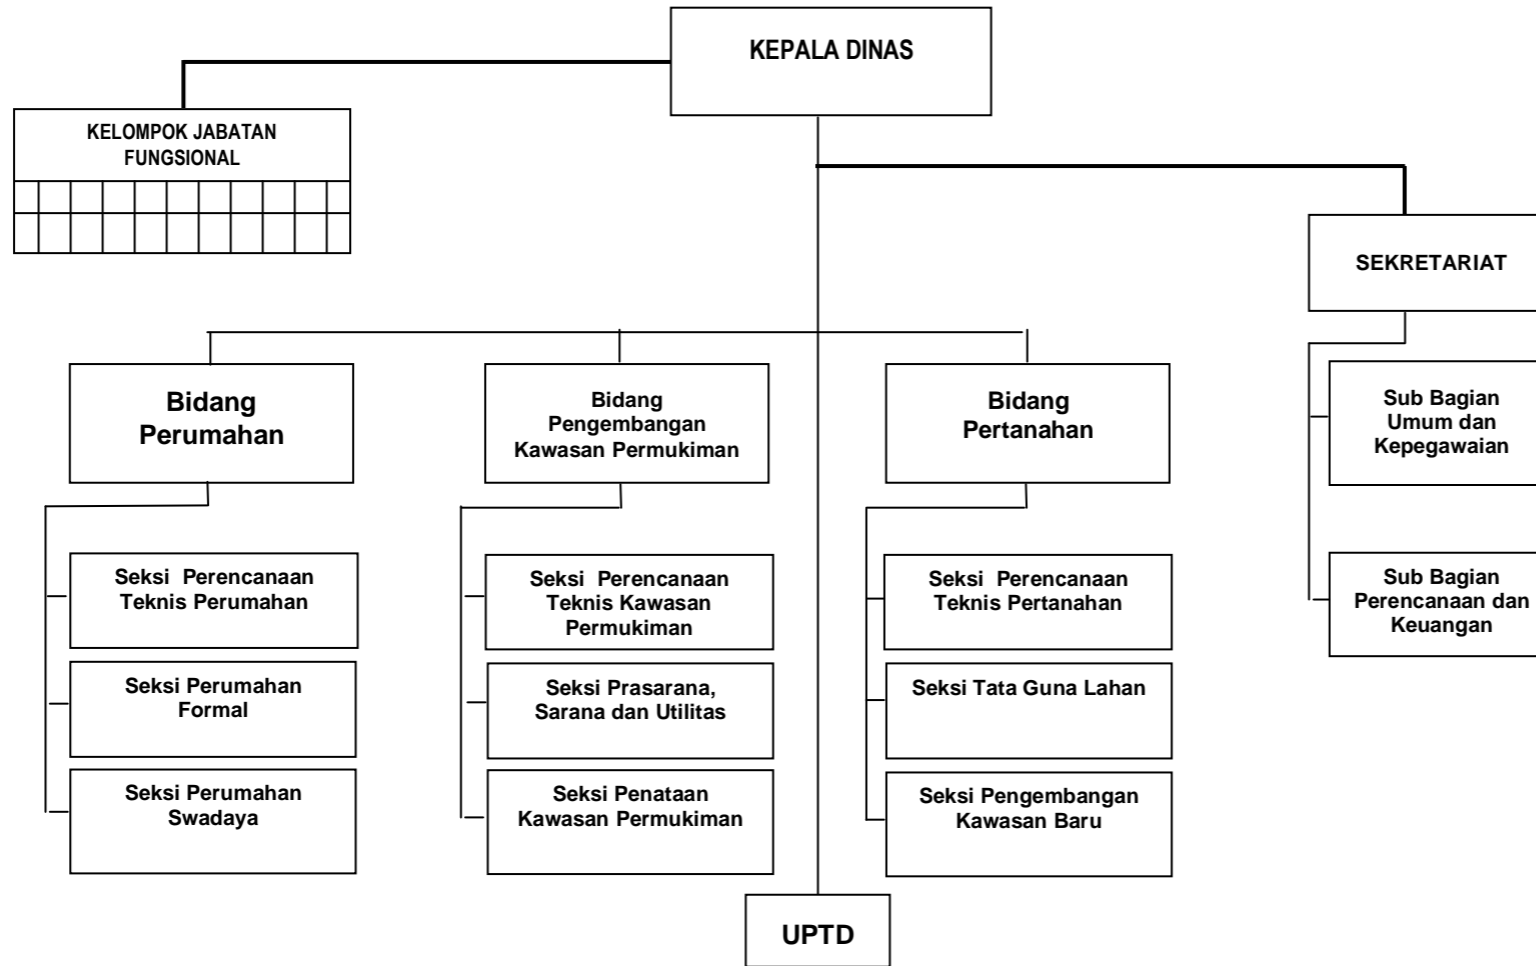 KEPALA DINAS
KELOMPOK JABATAN
FUNGSIONAL
SEKRETARIAT
Bidang
Perumahan
Bidang
Pengembangan
Kawasan Permukiman
Bidang
Pertanahan
Sub Bagian
Umum dan
Kepegawaian
Seksi  Perencanaan
Teknis Perumahan
Seksi  Perencanaan
Teknis Kawasan
Permukiman
Seksi  Perencanaan
Teknis Pertanahan
Sub Bagian
Perencanaan dan
Keuangan
Seksi Perumahan
Formal
Seksi Prasarana,
Sarana dan Utilitas
Seksi Tata Guna Lahan
Seksi Perumahan
Swadaya
Seksi Penataan
Kawasan Permukiman
Seksi Pengembangan
Kawasan Baru
UPTD